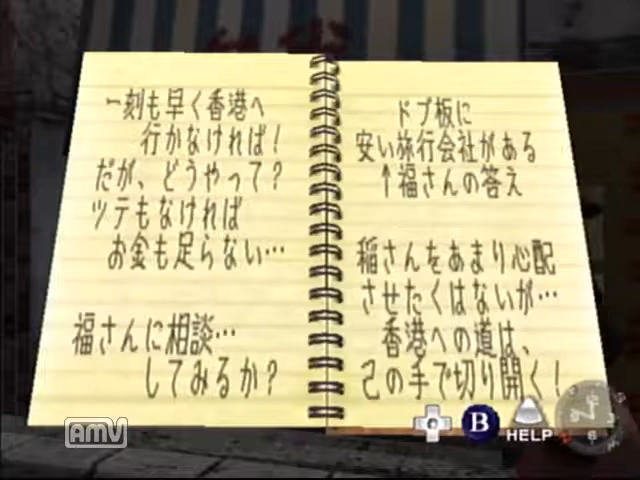 一刻も早く香港へ
行かなければ！
だが、どうやって？
ツテもなければ
お金も足らない…
福さんに相談…
してみるか？
ドブ板に
安い旅行会社がある
↑福さんの答え
稲さんをあまり心配
させたくはないが…
香港への道は、
己の手で切り開く！
AMV
B
HELP